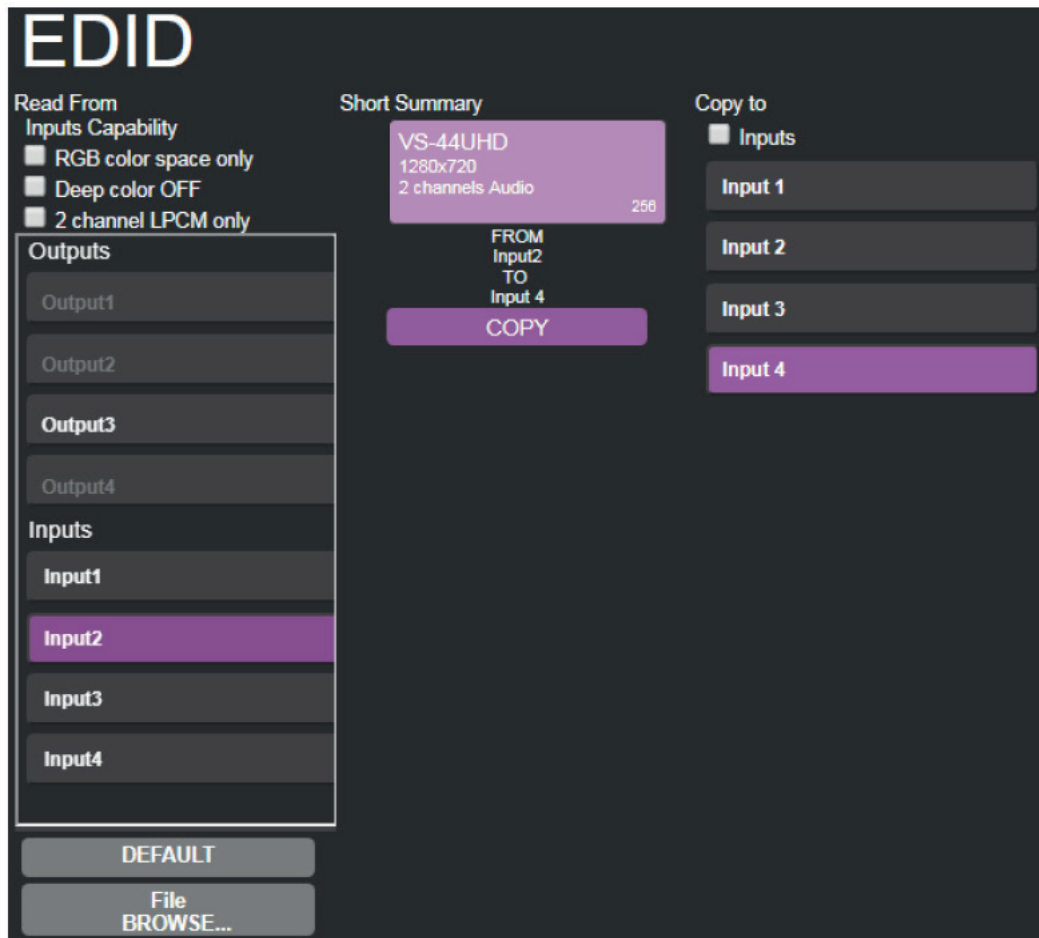 EDID
Read From
Inputs Capability
RGB color space only
Deep color OFF
2 channel LPCM only
Outputs
Output1
Output2
Output3
Output4
Inputs
Input1
Input2
Input3
Input4
DEFAULT
File
BROWSE...
Short Summary
VS-44UHD
1280x720
2 channels Audio
256
FROM
Input2
TO
Input 4
COPY
Copy to
Inputs
Input 1
Input 2
Input 3
Input 4